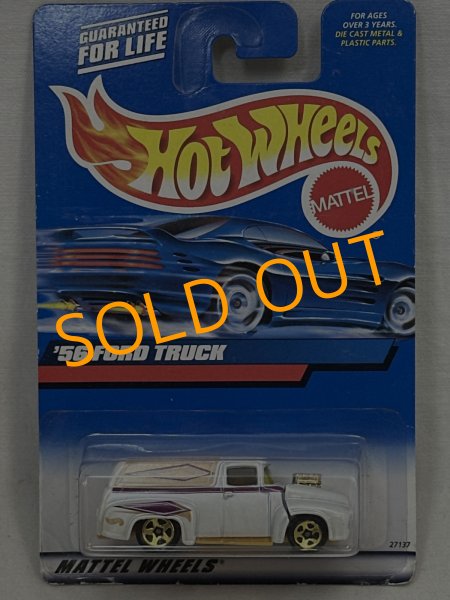 GUARANTEED
FOR LIFE
FOR AGES
OVER 3 YEARS.
DIE CAST METAL &
PLASTIC PARTS.
HOT WHEELS
MATTEL
SOLD OUT
'56 FORD TRUCK
27137
MATTEL WHEELS